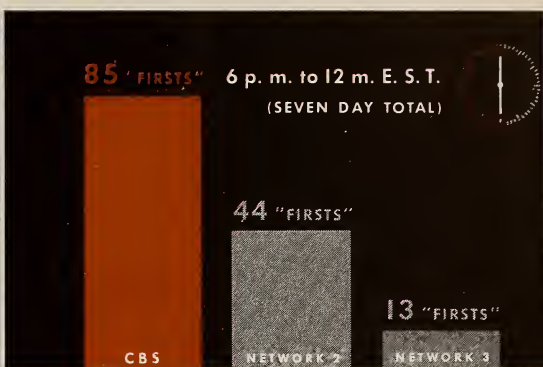 85 "FIRSTS"
6 p. m. to 12 m. E. S. T.
(SEVEN DAY TOTAL)
44 "FIRSTS"
13 "FIRSTS"
CBS
NETWORK 2
NETWORK 3